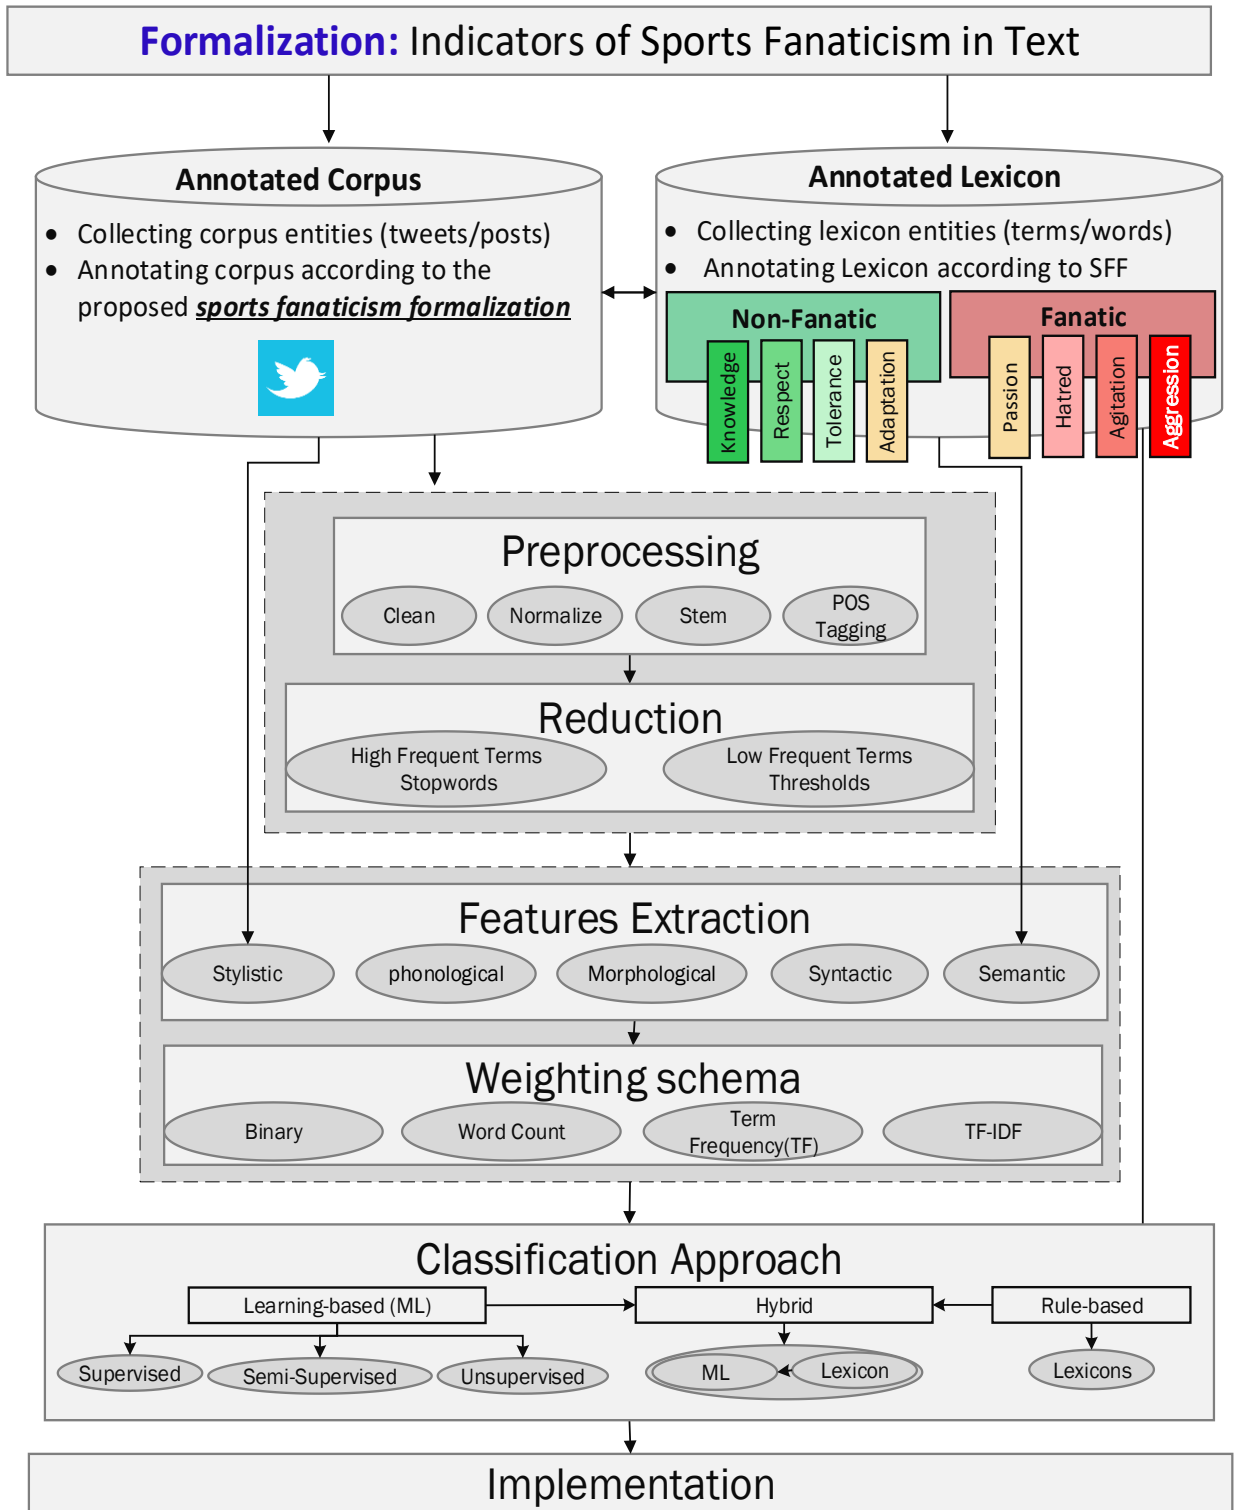 Formalization: Indicators of Sports Fanaticism in Text
Annotated Corpus
• Collecting corpus entities (tweets/posts)
• Annotating corpus according to the
proposed sports fanaticism formalization
Annotated Lexicon
• Collecting lexicon entities (terms/words)
• Annotating Lexicon according to SFF
Non-Fanatic
Knowledge
Respect
Tolerance
Adaptation
Fanatic
Passion
Hatred
Agitation
Aggression
Preprocessing
Clean
Normalize
Stem
POS
Tagging
Reduction
High Frequent Terms
Stopwords
Low Frequent Terms
Thresholds
Features Extraction
Stylistic
phonological
Morphological
Syntactic
Semantic
Weighting schema
Binary
Word Count
Term
Frequency(TF)
TF-IDF
Classification Approach
Learning-based (ML)
Hybrid
Rule-based
Supervised
Semi-Supervised
Unsupervised
ML
Lexicon
Lexicons
Implementation